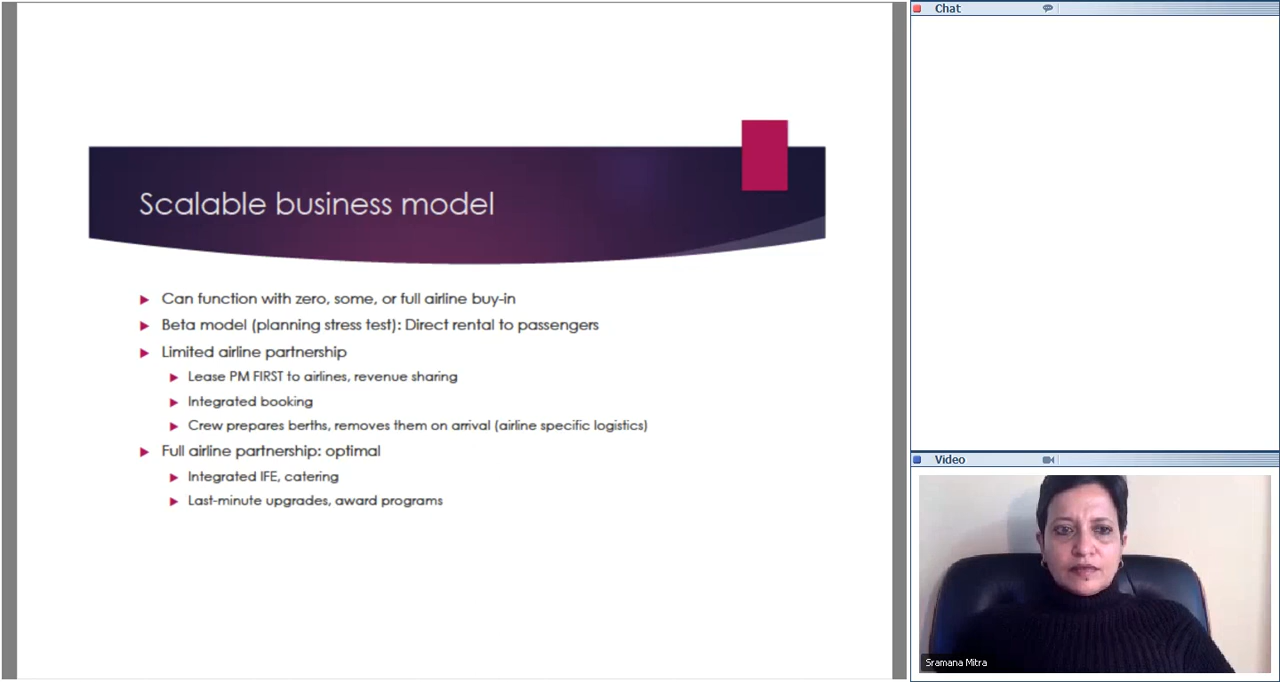 Scalable business model
Can function with zero, some, or full airline buy-in
Beta model (planning stress test): Direct rental to passengers
Limited airline partnership
Lease PM FIRST to airlines, revenue sharing
Integrated booking
Crew prepares berths, removes them on arrival (airline specific logistics)
Full airline partnership: optimal
Integrated IFE, catering
Last-minute upgrades, award programs
Chat
Video
Sramana Mitra